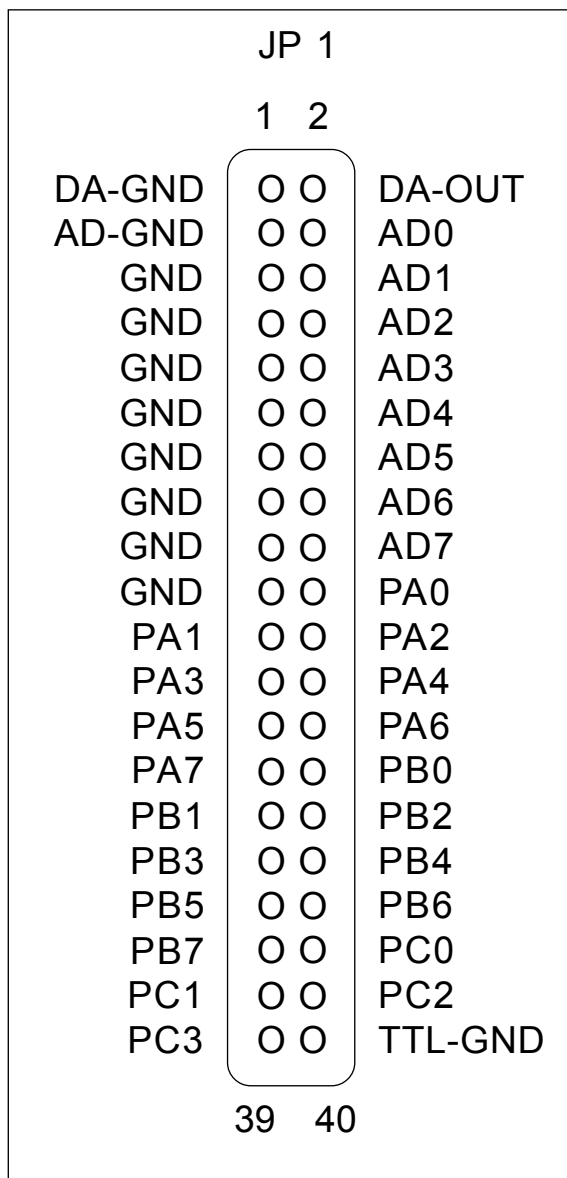 JP 1
1 2
DA-GND O O DA-OUT
AD-GND O O AD0
GND O O AD1
GND O O AD2
GND O O AD3
GND O O AD4
GND O O AD5
GND O O AD6
GND O O AD7
GND O O PA0
PA1 O O PA2
PA3 O O PA4
PA5 O O PA6
PA7 O O PB0
PB1 O O PB2
PB3 O O PB4
PB5 O O PB6
PB7 O O PC0
PC1 O O PC2
PC3 O O TTL-GND
39 40